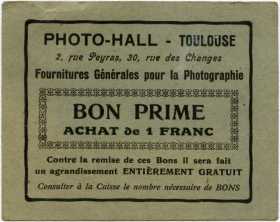 PHOTO-HALL - TOULOUSE
2, rue Peyras, 30, rue des Changes
Fournitures Générales pour la Photographie
BON PRIME
ACHAT de 1 FRANC
Contre la remise de ces Bons il sera fait
un agrandissement ENTIÈREMENT GRATUIT
Consulter à la Caisse le nombre nécessaire de BONS